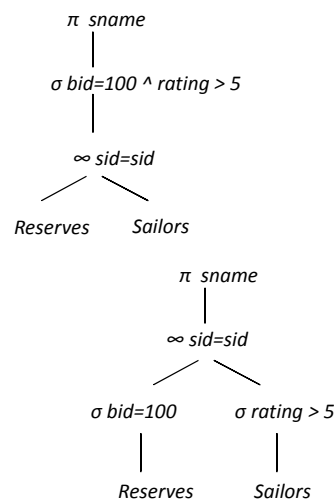 π sname
σ bid=100 ^ rating > 5
∞ sid=sid
Reserves Sailors
π sname
∞ sid=sid
σ bid=100 σ rating > 5
Reserves Sailors